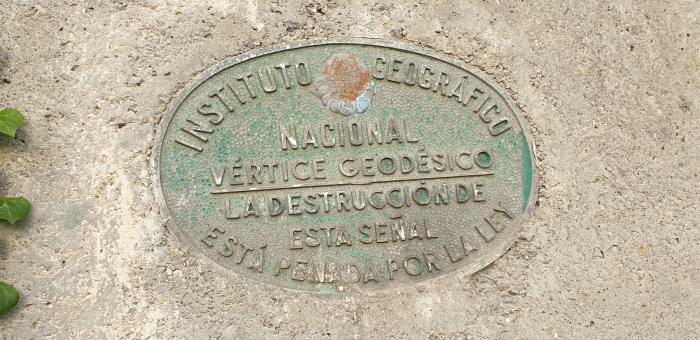 INSTITUTO GEOGRÁFICO
NACIONAL
VÉRTICE GEODÉSICO
LA DESTRUCCIÓN DE
ESTA SEÑAL
ESTÁ PENADA POR LA LEY